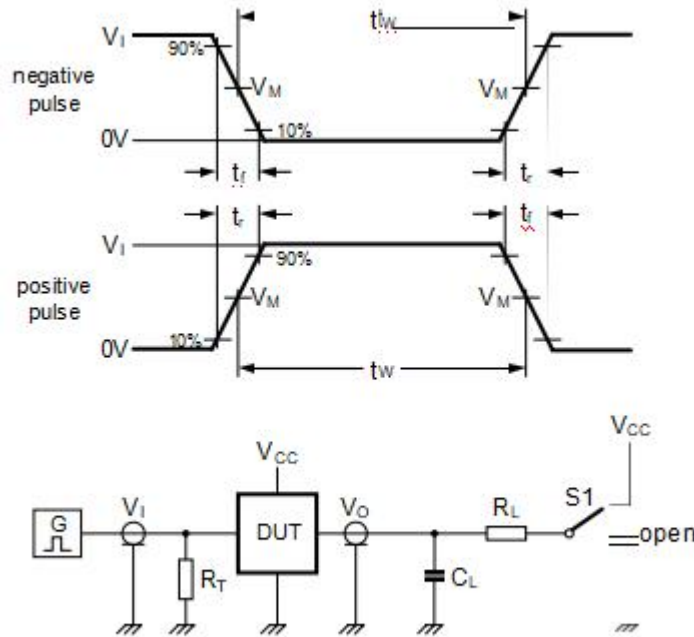 ttw
VI
90%
negative
pulse
VM
VM
0V
10%
tf
tr
tr
tf
VI
90%
positive
pulse
VM
VM
0V
10%
tw
VCC
VCC
G
VI
DUT
VO
RL
S1
open
RT
CL